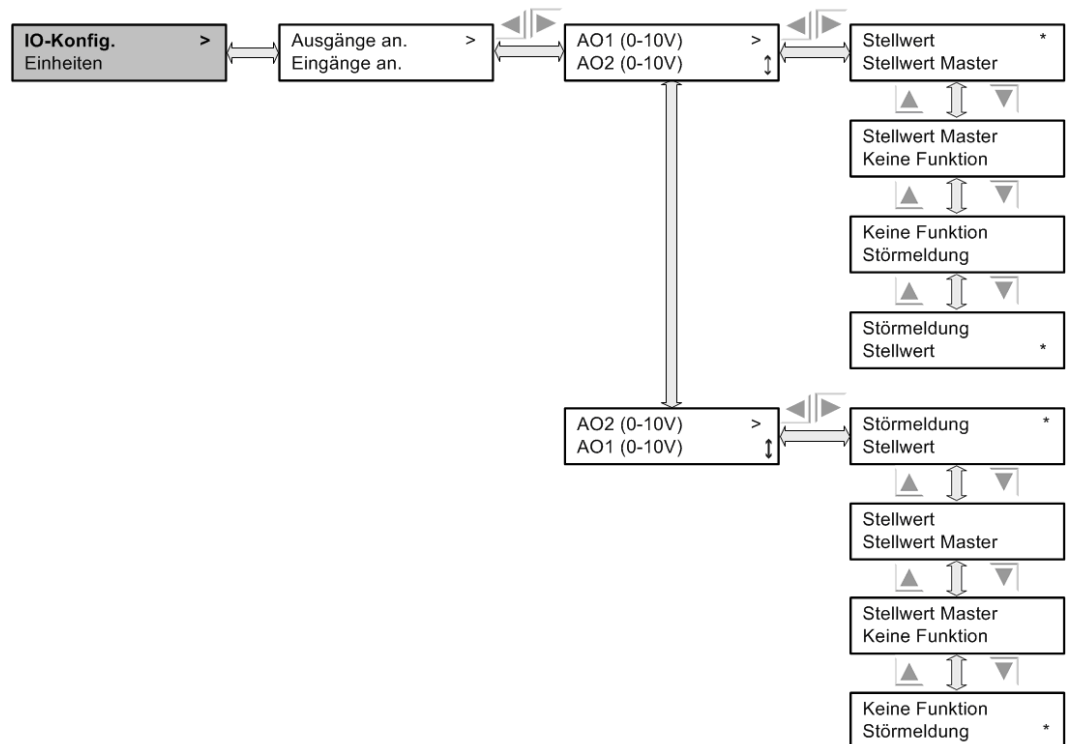 IO-Konfig. >
Einheiten
Ausgänge an. >
Eingänge an.
AO1 (0-10V) >
AO2 (0-10V) ↕
Stellwert *
Stellwert Master
Stellwert Master
Keine Funktion
Keine Funktion
Störmeldung
Störmeldung
Stellwert *
AO2 (0-10V) >
AO1 (0-10V) ↕
Störmeldung *
Stellwert
Stellwert
Stellwert Master
Stellwert Master
Keine Funktion
Keine Funktion
Störmeldung *